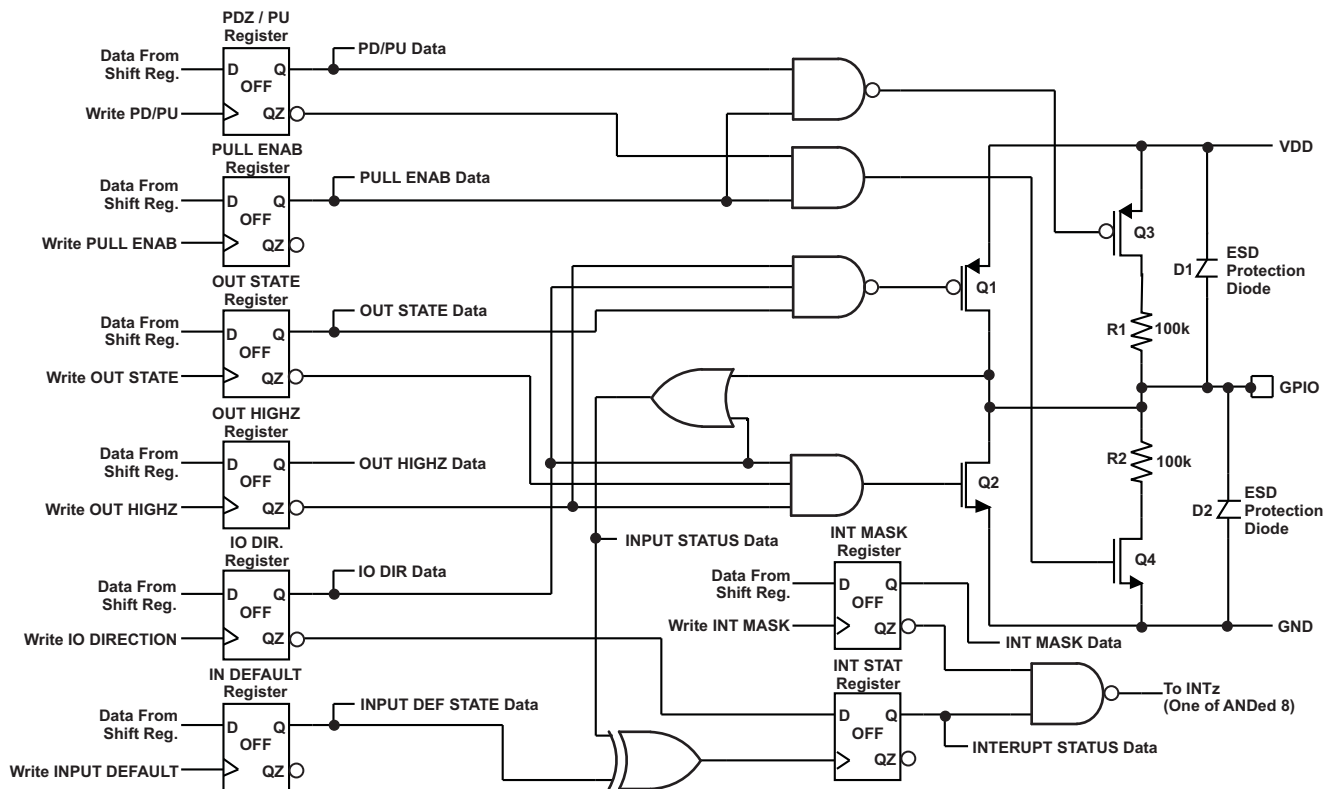 PDZ / PU
Register
Data From
Shift Reg.
D
Q
OFF
QZ
Write PD/PU
PD/PU Data
PULL ENAB
Register
Data From
Shift Reg.
D
Q
OFF
QZ
Write PULL ENAB
PULL ENAB Data
OUT STATE
Register
Data From
Shift Reg.
D
Q
OFF
QZ
Write OUT STATE
OUT STATE Data
OUT HIGHZ
Register
Data From
Shift Reg.
D
Q
OFF
QZ
Write OUT HIGHZ
OUT HIGHZ Data
IO DIR.
Register
Data From
Shift Reg.
D
Q
OFF
QZ
Write IO DIRECTION
IO DIR Data
IN DEFAULT
Register
Data From
Shift Reg.
D
Q
OFF
QZ
Write INPUT DEFAULT
INPUT DEF STATE Data
INPUT STATUS Data
INT MASK
Register
Data From
Shift Reg.
D
Q
OFF
QZ
Write INT MASK
INT MASK Data
INT STAT
Register
D
Q
OFF
QZ
INTERUPT STATUS Data
To INTz
(One of ANDed 8)
VDD
Q3
D1
ESD
Protection
Diode
Q1
R1
100k
GPIO
R2
100k
Q2
D2
ESD
Protection
Diode
Q4
GND